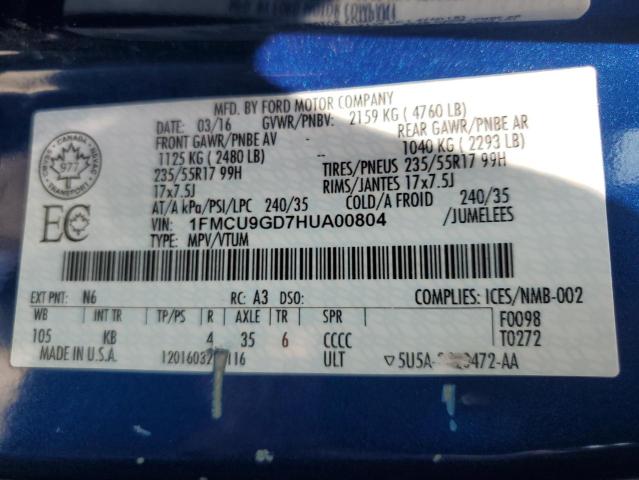 MFD. BY FORD MOTOR COMPANY
DATE: 03/16 GVWR/PNBV: 2159 KG ( 4760 LB)
FRONT GAWR/PNBE AV REAR GAWR/PNBE AR
1125 KG ( 2480 LB) 1040 KG ( 2293 LB)
235/55R17 99H TIRES/PNEUS 235/55R17 99H
17x7.5J RIMS/JANTES 17x7.5J
AT/A kPa/PSI/LPC 240/35 COLD/A FROID 240/35
VIN: 1FMCU9GD7HUA00804 /JUMELEES
TYPE: MPV/VTUM
CANADA
977
TRANSPORT
EC
EXT PNT: N6 RC: A3 DSO: COMPLIES: ICES/NMB-002
WB INT TR TP/PS R AXLE TR SPR F0098
105 KB 4 35 6 CCCC T0272
MADE IN U.S.A. ULT